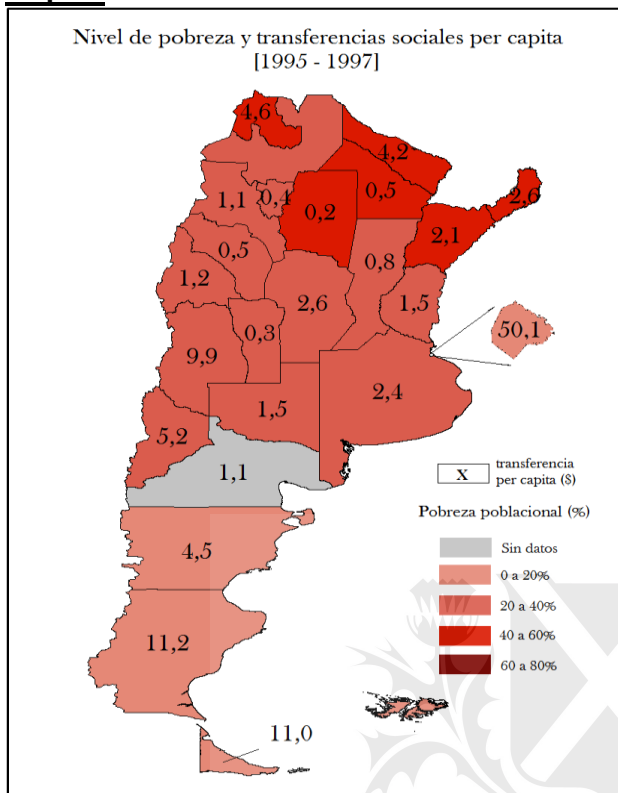 Nivel de pobreza y transferencias sociales per capita
[1995 - 1997]
4,6
4,2
0,5
2,6
1,1
0,4
0,2
2,1
0,5
0,8
1,2
2,6
1,5
0,3
50,1
9,9
2,4
1,5
5,2
1,1
x transferencia
per capita ($)
Pobreza poblacional (%)
Sin datos
0 a 20%
20 a 40%
40 a 60%
60 a 80%
4,5
11,2
11,0